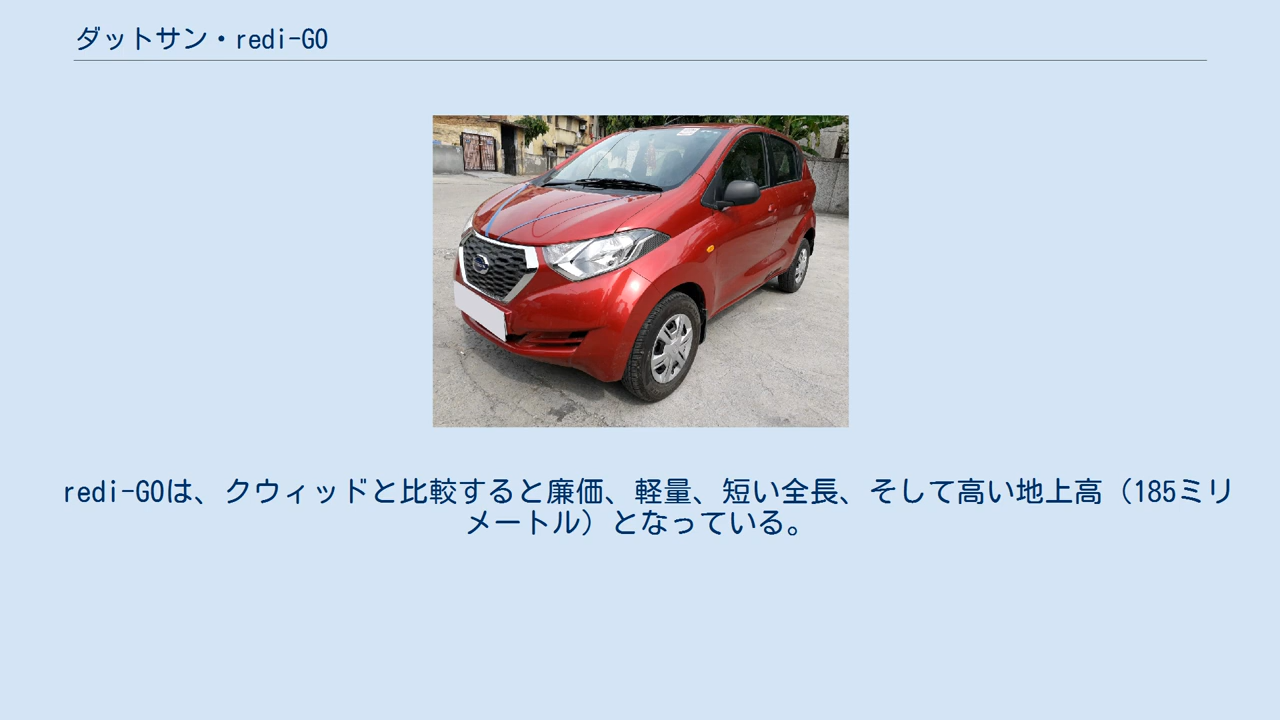 ダットサン・redi-GO
redi-GOは、クウィッドと比較すると廉価、軽量、短い全長、そして高い地上高（185ミリ
メートル）となっている。